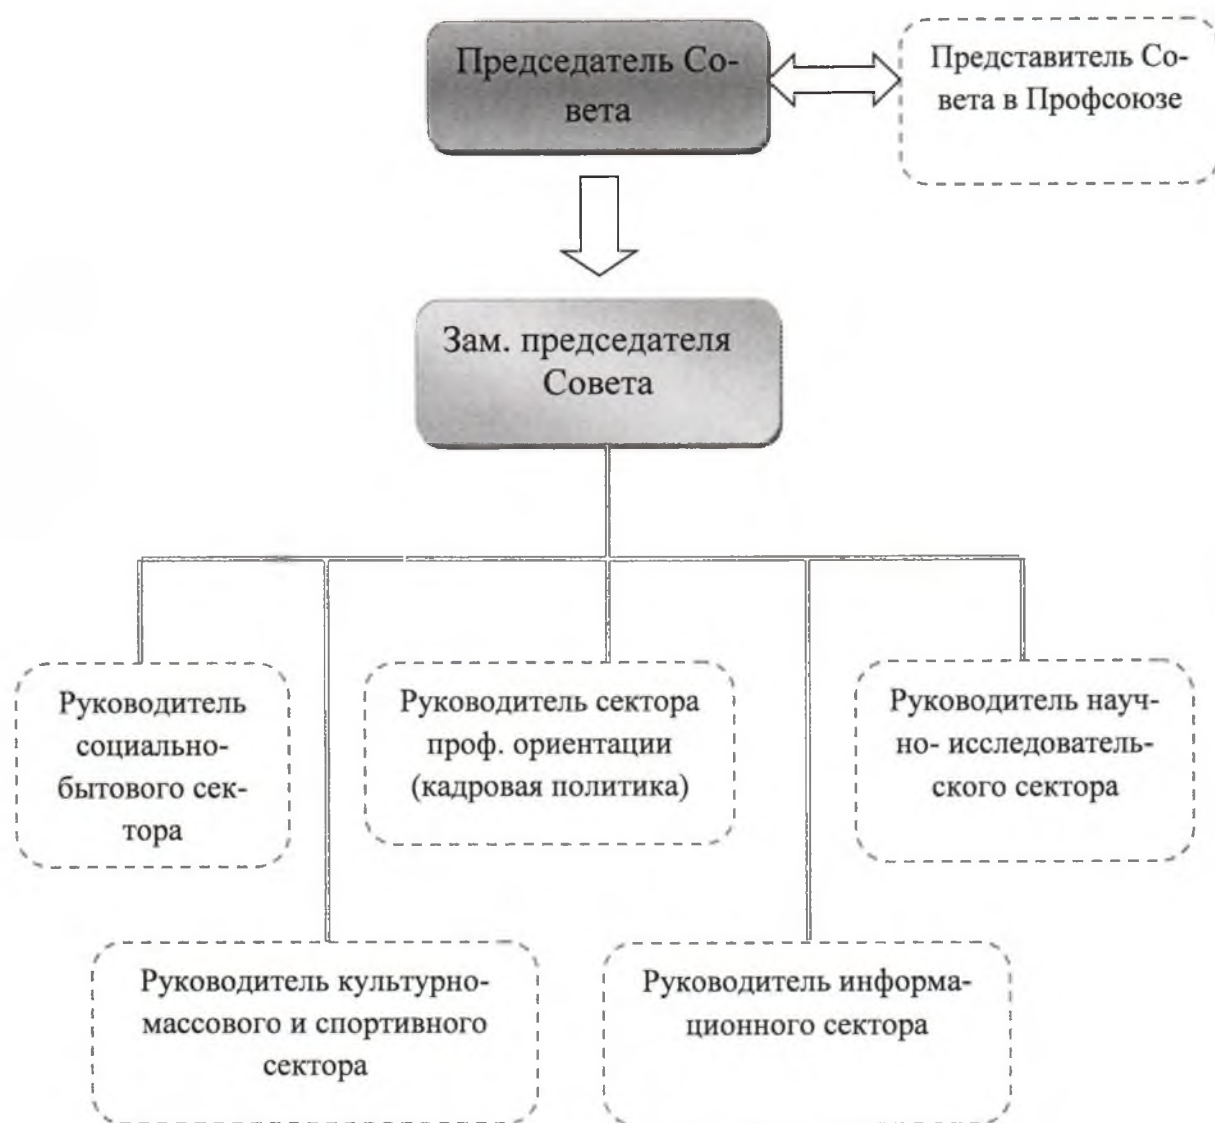 Председатель Со-
вета
Представитель Со-
вета в Профсоюзе
Зам. председателя
Совета
Руководитель
социально-
бытового сек-
тора
Руководитель сектора
проф. ориентации
(кадровая политика)
Руководитель науч-
но- исследователь-
ского сектора
Руководитель культурно-
массового и спортивного
сектора
Руководитель информа-
ционного сектора